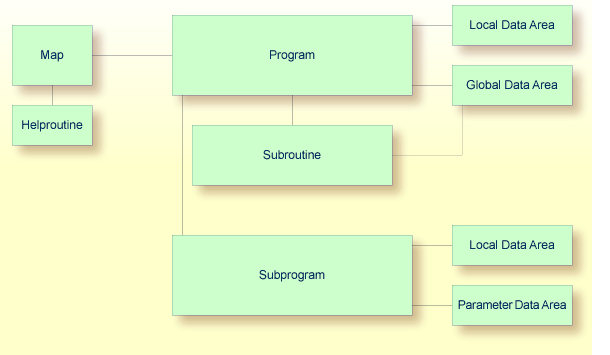 Local Data Area
Map
Program
Global Data Area
Helproutine
Subroutine
Local Data Area
Subprogram
Parameter Data Area